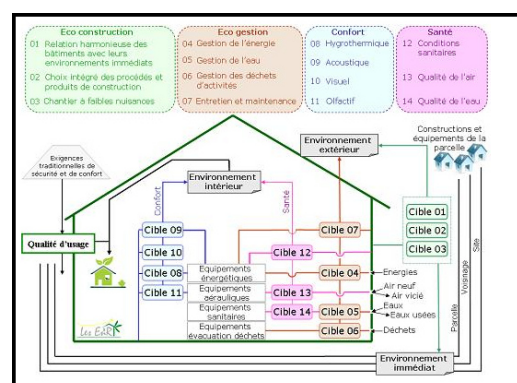 Eco construction
01 Relation harmonieuse des
bâtiments avec leurs
environnements immédiats
02 Choix Intégré des procédés et
produits de construction
03 Chantier à faibles nuisances
Eco gestion
04 Gestion de l'énergie
05 Gestion de l'eau
06 Gestion des déchets
d'activités
07 Entretien et maintenance
Confort
08 Hygrothermique
09 Acoustique
10 Visuel
11 Olfactif
Santé
12 Conditions
sanitaires
13 Qualité de l'air
14 Qualité de l'eau
Exigences
traditionnelles de
sécurité et de confort
Environnement
intérieur
Environnement
extérieur
Constructions et
équipements de la
parcelle
Confort
Santé
Qualité d'usage
Cible 09
Cible 10
Cible 08
Cible 11
Equipements
énergétiques
Equipements
aérauliques
Equipements
sanitaires
Equipements
évacuation déchets
Cible 12
Cible 13
Cible 14
Cible 07
Cible 04
Cible 05
Cible 06
Cible 01
Cible 02
Cible 03
Energies
Air neuf
Air vicié
Eaux
Eaux usées
Déchets
Parcelle
Voisinage
Site
Les EnR
Environnement
immédiat